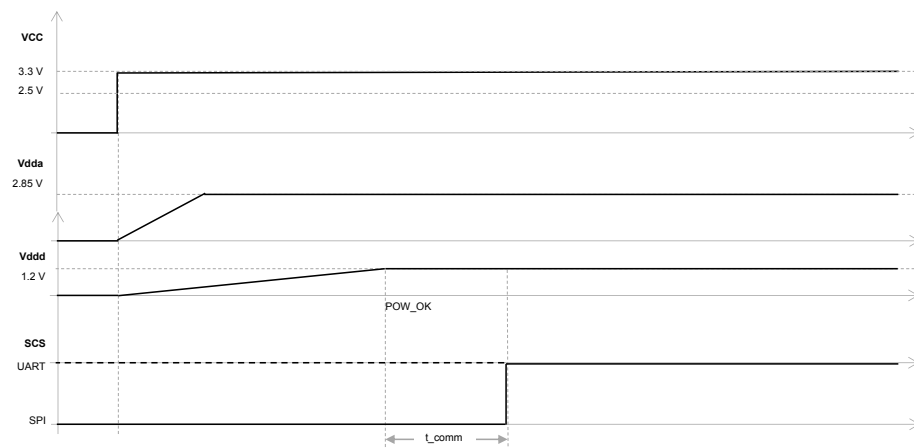 VCC
3.3 V
2.5 V
Vdda
2.85 V
Vddd
1.2 V
POW_OK
SCS
UART
SPI
t_comm